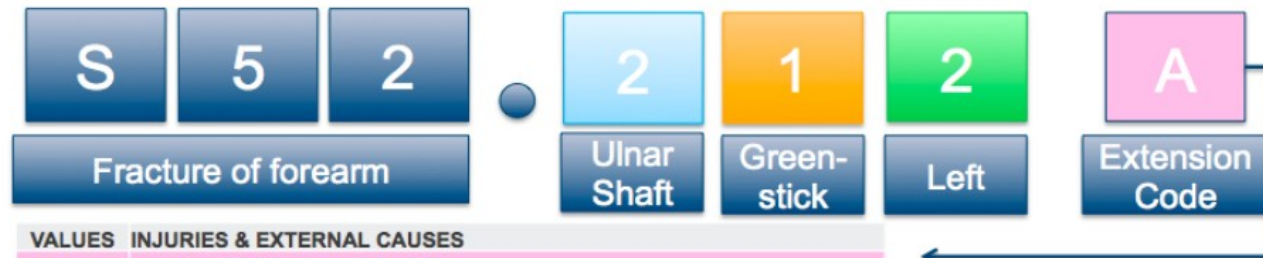 S 5 2 . 2 1 2 A
Fracture of forearm
Ulnar
Shaft
Green-
stick
Left
Extension
Code
VALUES INJURIES & EXTERNAL CAUSES